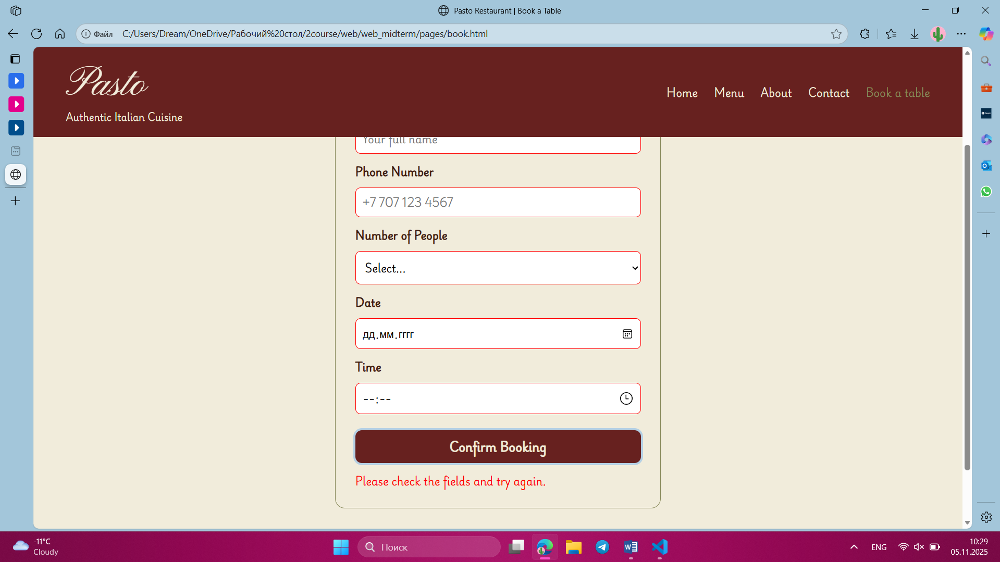 Pasto Restaurant | Book a Table
Файл C:/Users/Dream/OneDrive/Рабочий%20стол/2course/web/web_midterm/pages/book.html
Pasto
Authentic Italian Cuisine
Home Menu About Contact Book a table
Your full name
Phone Number
+7 707 123 4567
Number of People
Select...
Date
дд.мм.гггг
Time
--:--
Confirm Booking
Please check the fields and try again.
-11°C
Cloudy
Поиск
ENG
10:29
05.11.2025